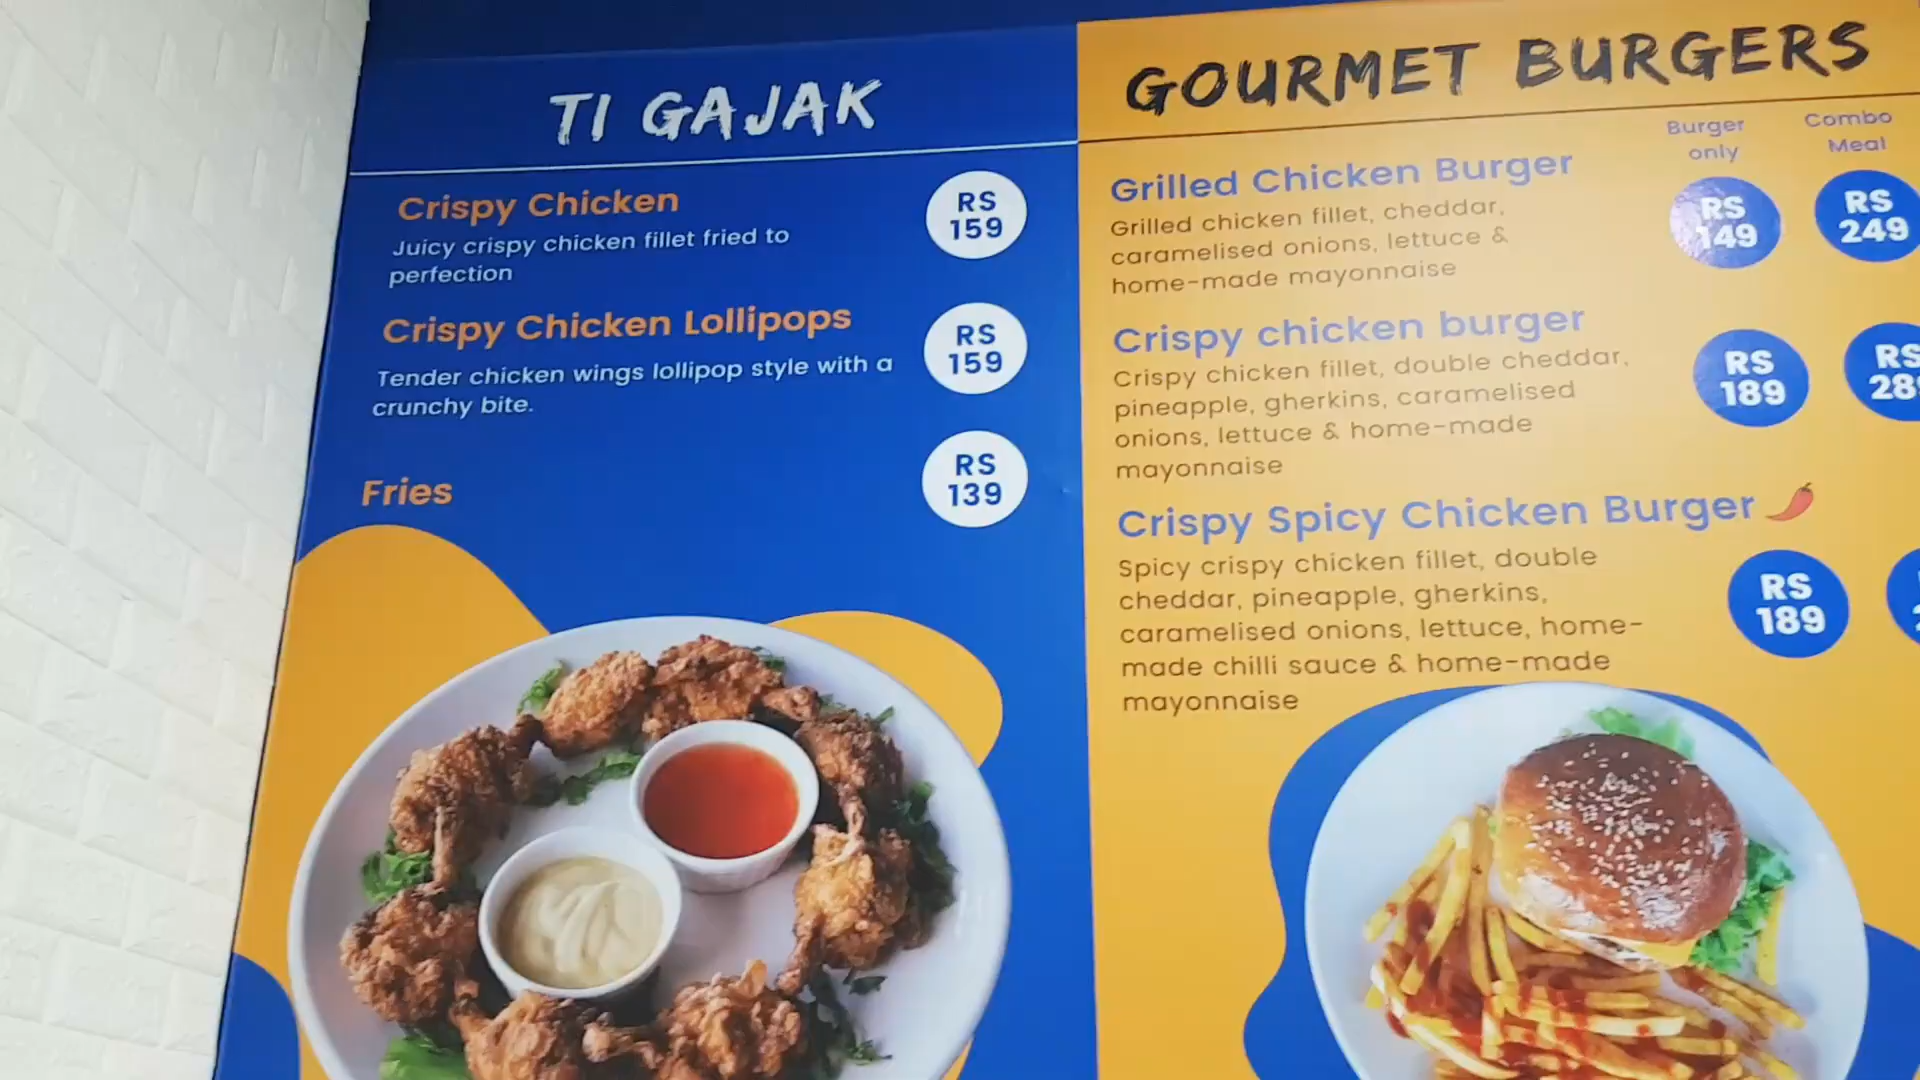 TI GAJAK
Crispy Chicken
RS
159
Juicy crispy chicken fillet fried to
perfection
Crispy Chicken Lollipops
RS
159
Tender chicken wings lollipop style with a
crunchy bite.
Fries
RS
139
GOURMET BURGERS
Burger
only
Combo
Meal
Grilled Chicken Burger
RS
149
RS
249
Grilled chicken fillet, cheddar,
caramelised onions, lettuce &
home-made mayonnaise
Crispy chicken burger
RS
189
RS
Crispy chicken fillet, double cheddar,
pineapple, gherkins, caramelised
onions, lettuce & home-made
mayonnaise
Crispy Spicy Chicken Burger
RS
189
Spicy crispy chicken fillet, double
cheddar, pineapple, gherkins,
caramelised onions, lettuce, home-
made chilli sauce & home-made
mayonnaise